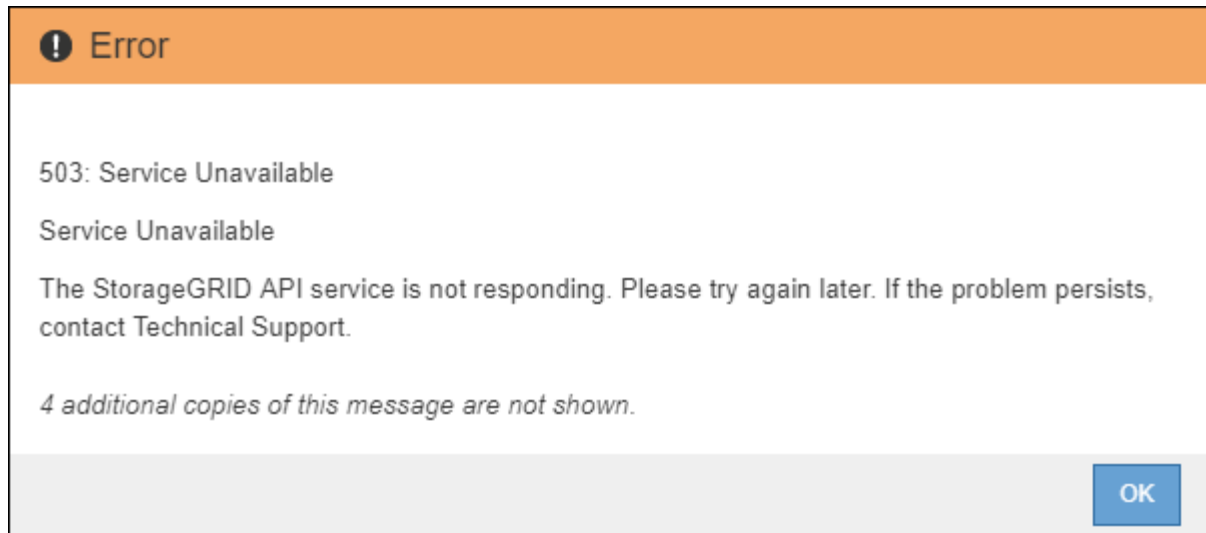 Error
503: Service Unavailable
Service Unavailable
The StorageGRID API service is not responding. Please try again later. If the problem persists,
contact Technical Support.
4 additional copies of this message are not shown.
OK